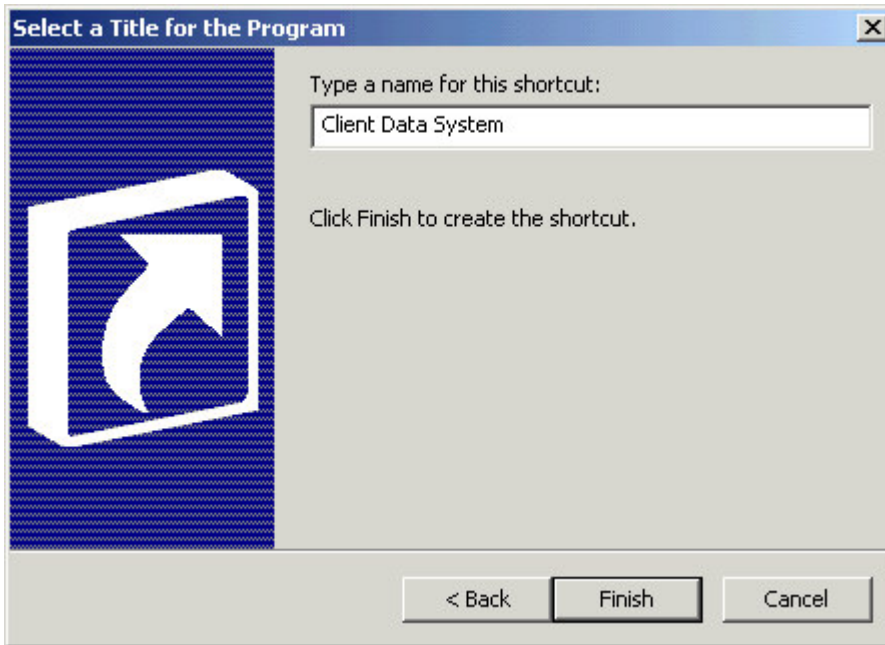 Select a Title for the Program
Type a name for this shortcut:
Client Data System
Click Finish to create the shortcut.
< Back
Finish
Cancel